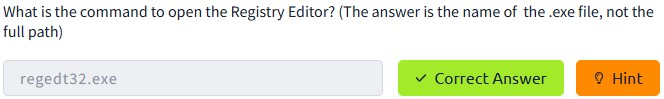 What is the command to open the Registry Editor? (The answer is the name of the .exe file, not the
full path)
regedt32.exe
Correct Answer
Hint